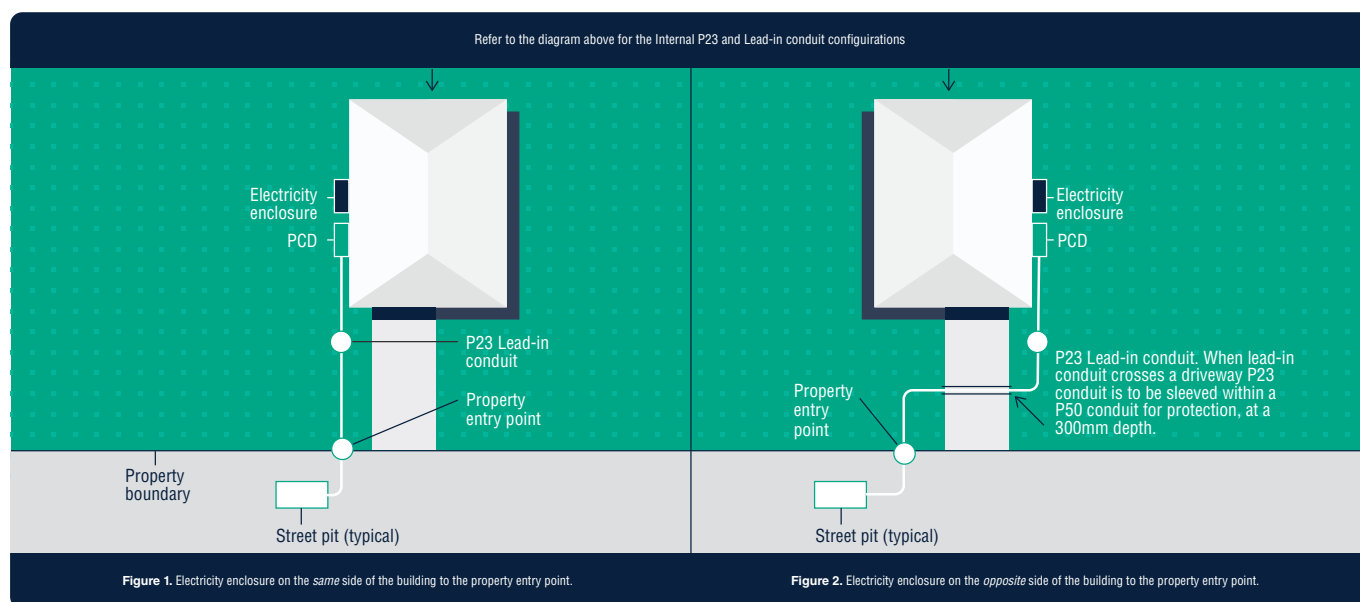 Refer to the diagram above for the Internal P23 and Lead-in conduit configuirations
Electricity
enclosure
PCD
P23 Lead-in
conduit
Property
entry point
Property
boundary
Street pit (typical)
Figure 1. Electricity enclosure on the same side of the building to the property entry point.
Electricity
enclosure
PCD
P23 Lead-in conduit. When lead-in
conduit crosses a driveway P23
conduit is to be sleeved within a
P50 conduit for protection, at a
300mm depth.
Property
entry
point
Street pit (typical)
Figure 2. Electricity enclosure on the opposite side of the building to the property entry point.